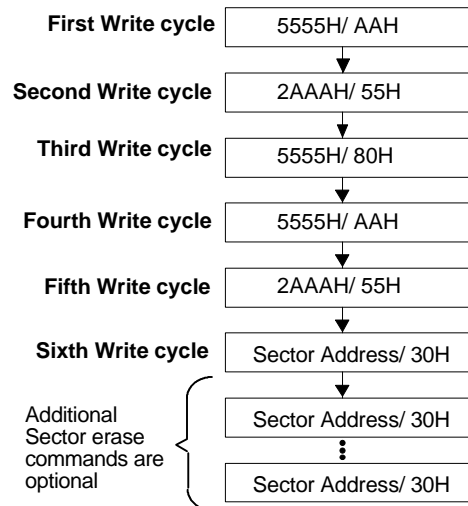 First Write cycle 5555H/ AAH
Second Write cycle 2AAAH/ 55H
Third Write cycle 5555H/ 80H
Fourth Write cycle 5555H/ AAH
Fifth Write cycle 2AAAH/ 55H
Sixth Write cycle Sector Address/ 30H
Additional
Sector erase
commands are
optional
Sector Address/ 30H
Sector Address/ 30H